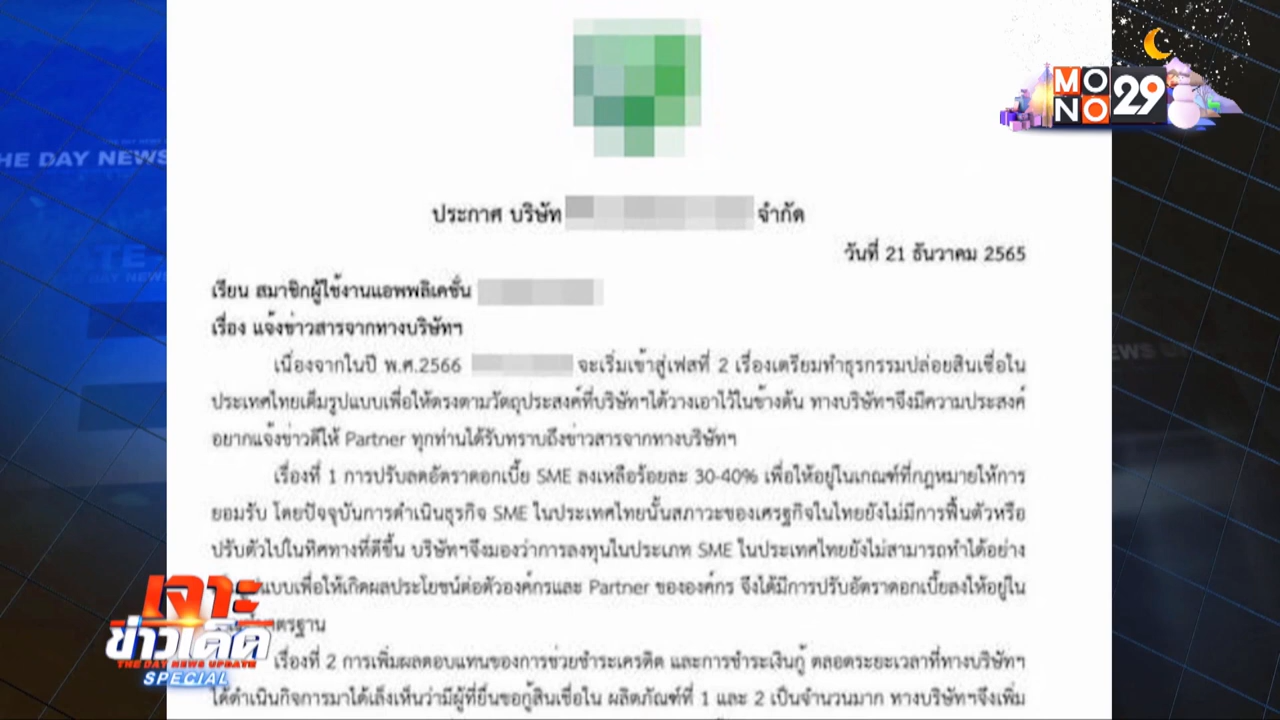 MONO 29
THE DAY NEWS
ประกาศ บริษัท จำกัด
วันที่ 21 ธันวาคม 2565
เรียน สมาชิกผู้ใช้งานแอพพลิเคชั่น
เรื่อง แจ้งข่าวสารจากทางบริษัทฯ
เนื่องจากในปี พ.ศ.2566 จะเริ่มเข้าสู่เฟสที่ 2 เรื่องเตรียมทำธุรกรรมปล่อยสินเชื่อใน
ประเทศไทยเต็มรูปแบบเพื่อให้ตรงตามวัตถุประสงค์ที่บริษัทฯได้วางเอาไว้ในข้างต้น ทางบริษัทฯจึงมีความประสงค์
อยากแจ้งข่าวดีให้ Partner ทุกท่านได้รับทราบถึงข่าวสารจากทางบริษัทฯ
เรื่องที่ 1 การปรับลดอัตราดอกเบี้ย SME ลงเหลือร้อยละ 30-40% เพื่อให้อยู่ในเกณฑ์ที่กฎหมายให้การ
ยอมรับ โดยปัจจุบันการดำเนินธุรกิจ SME ในประเทศไทยนั้นสภาวะของเศรฐกิจในไทยยังไม่มีการฟื้นตัวหรือ
ปรับตัวไปในทิศทางที่ดีขึ้น บริษัทฯจึงมองว่าการลงทุนในประเภท SME ในประเทศไทยยังไม่สามารถทำได้อย่าง
แบบเพื่อให้เกิดผลประโยชน์ต่อตัวองค์กรและ Partner ขององค์กร จึงได้มีการปรับอัตราดอกเบี้ยลงให้อยู่ใน
เรื่องที่ 2 การเพิ่มผลตอบแทนของการช่วยชำระเครดิต และการชำระเงินกู้ ตลอดระยะเวลาที่ทางบริษัทฯ
ได้ดำเนินกิจการมาได้เล็งเห็นว่ามีผู้ที่ยื่นขอกู้สินเชื่อใน ผลิตภัณฑ์ที่ 1 และ 2 เป็นจำนวนมาก ทางบริษัทฯจึงเพิ่ม
เจาะ
ข่าวเด็ด
THE DAY NEWS UPDATE
SPECIAL